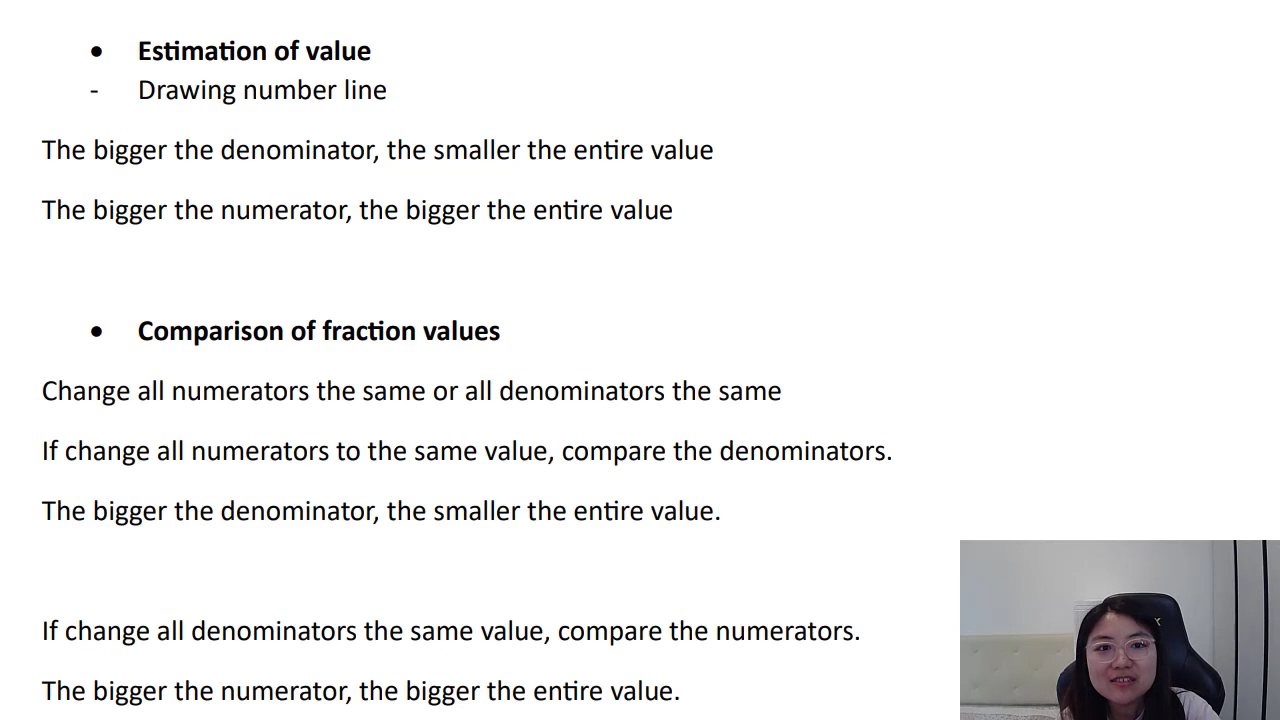 • Estimation of value
- Drawing number line
The bigger the denominator, the smaller the entire value
The bigger the numerator, the bigger the entire value
• Comparison of fraction values
Change all numerators the same or all denominators the same
If change all numerators to the same value, compare the denominators.
The bigger the denominator, the smaller the entire value.
If change all denominators the same value, compare the numerators.
The bigger the numerator, the bigger the entire value.